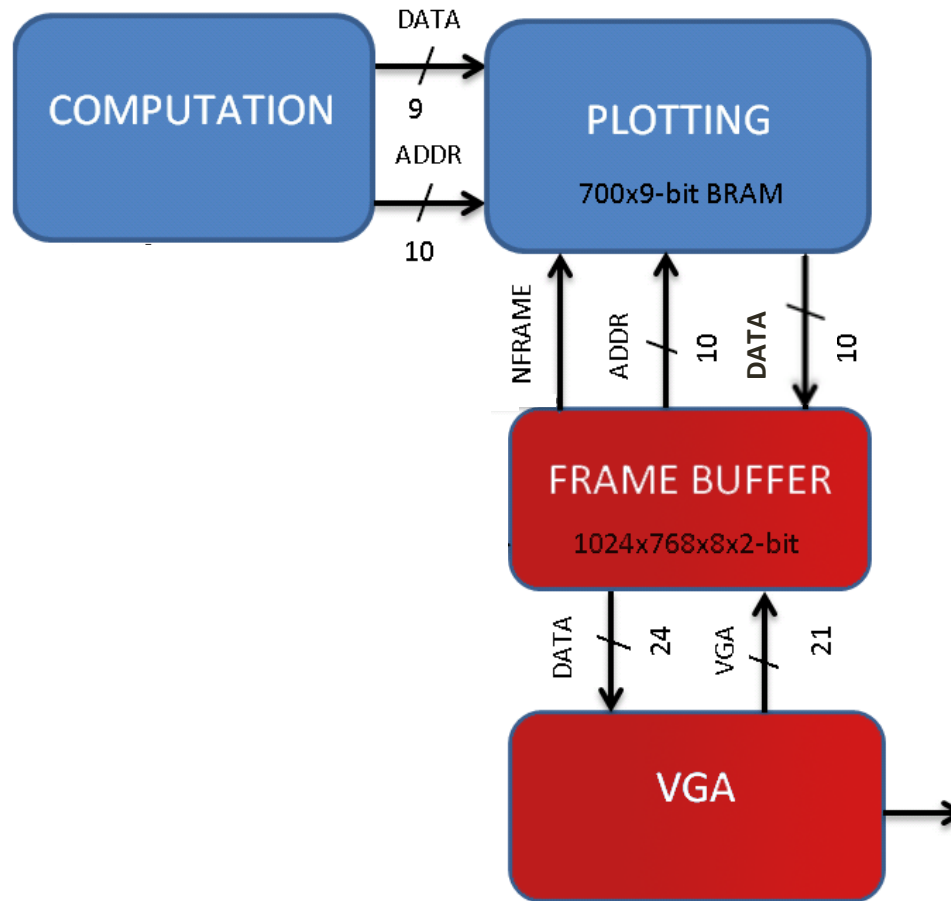 DATA
9
COMPUTATION
ADDR
10
PLOTTING
700x9-bit BRAM
NFRAME
ADDR
10
DATA
10
FRAME BUFFER
1024x768x8x2-bit
DATA
24
VGA
21
VGA